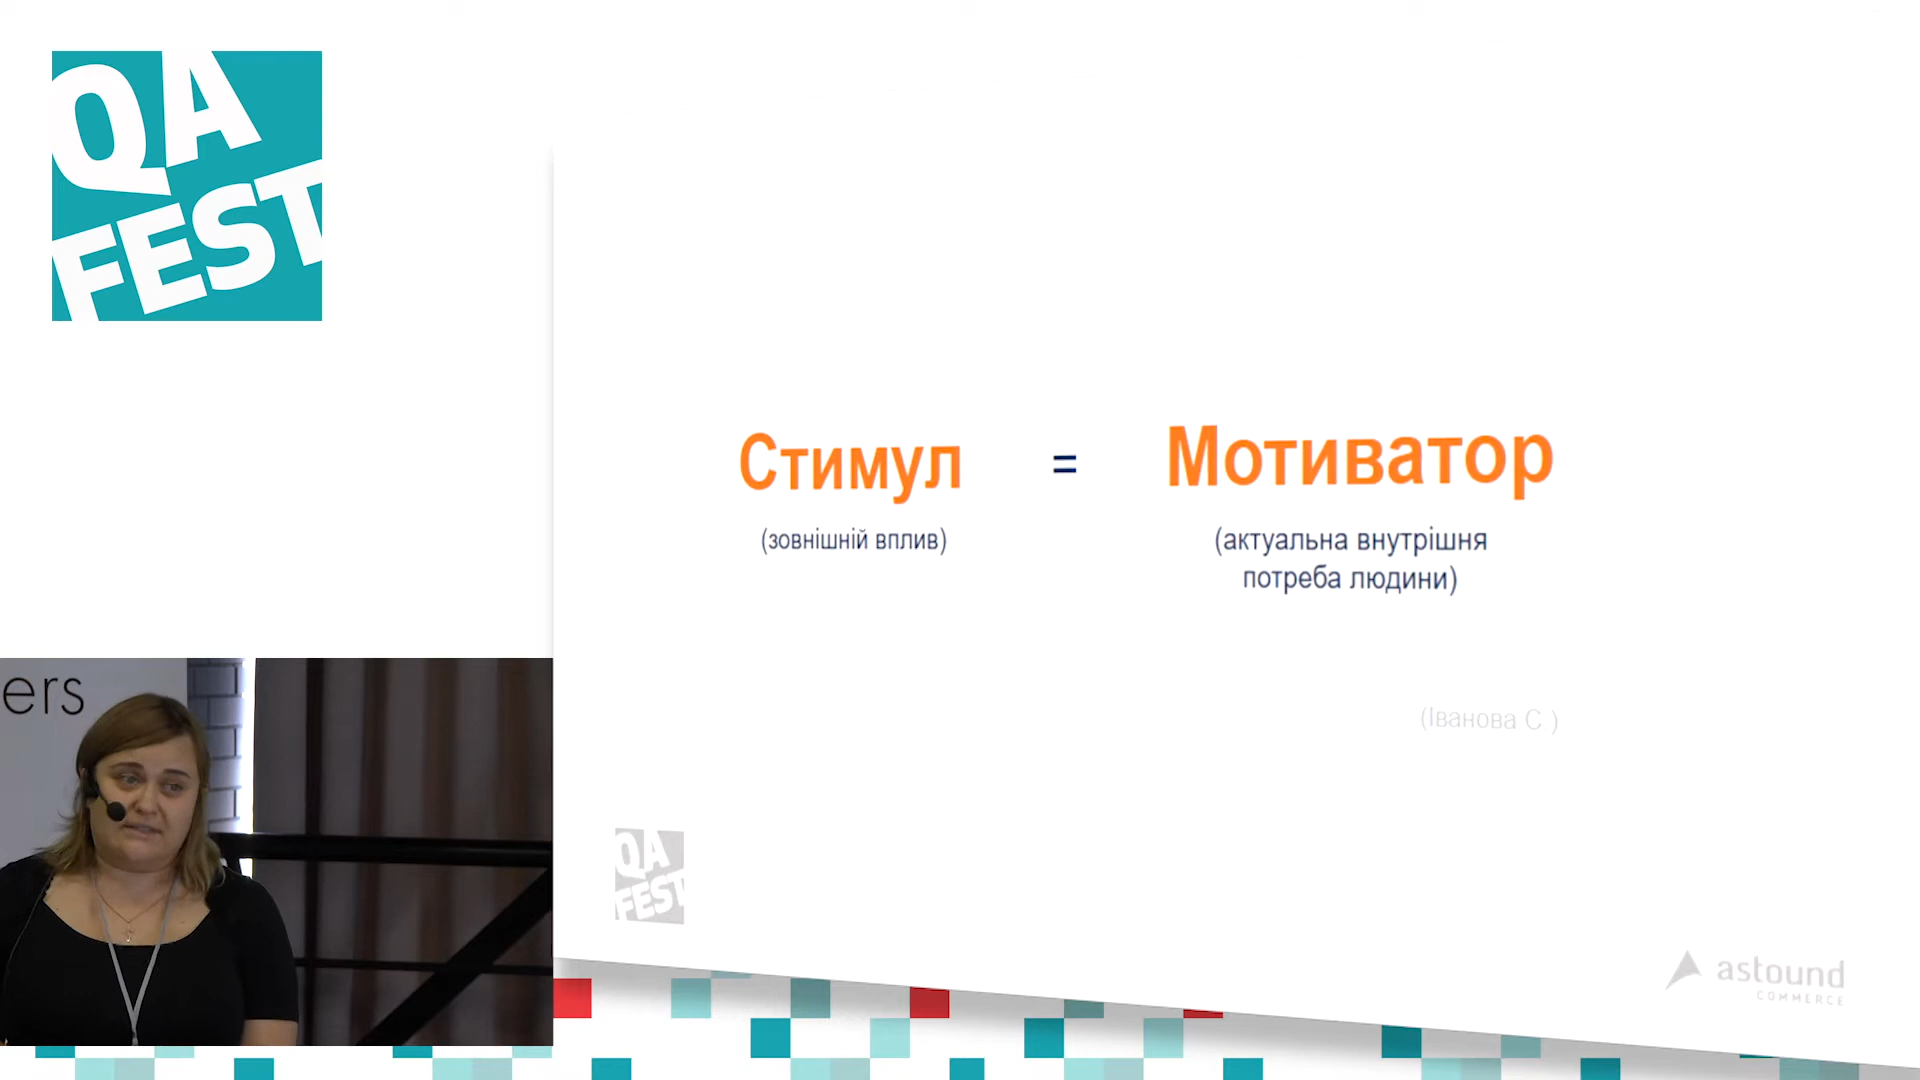 QA
FEST
Стимул = Мотиватор
(зовнішній вплив)
(актуальна внутрішня
потреба людини)
(Іванова С )
ers
QA
FEST
astound
COMMERCE